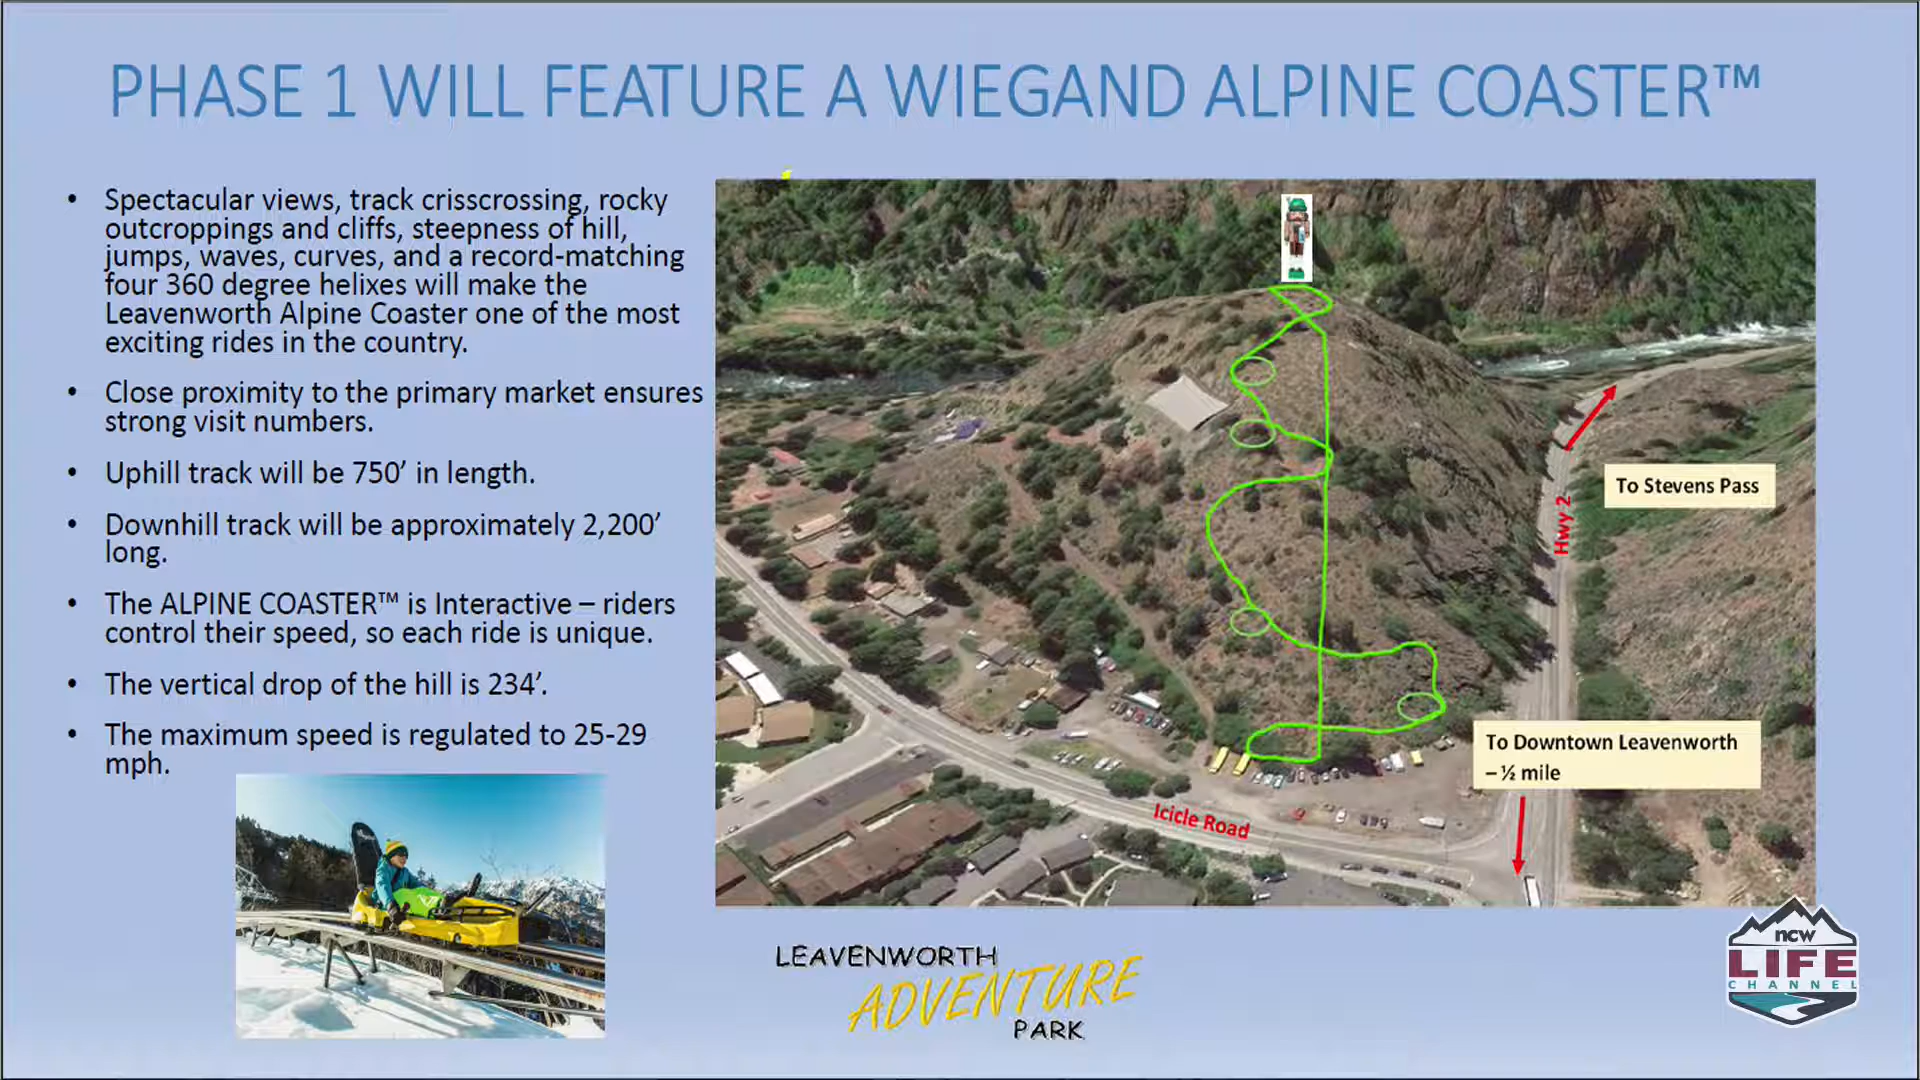 PHASE 1 WILL FEATURE A WIEGAND ALPINE COASTER™
• Spectacular views, track crisscrossing, rocky
outcroppings and cliffs, steepness of hill,
jumps, waves, curves, and a record-matching
four 360 degree helixes will make the
Leavenworth Alpine Coaster one of the most
exciting rides in the country.
• Close proximity to the primary market ensures
strong visit numbers.
• Uphill track will be 750’ in length.
• Downhill track will be approximately 2,200’
long.
• The ALPINE COASTER™ is Interactive – riders
control their speed, so each ride is unique.
• The vertical drop of the hill is 234’.
• The maximum speed is regulated to 25-29
mph.
To Stevens Pass
Hwy 2
To Downtown Leavenworth
– ½ mile
Icicle Road
LEAVENWORTH
ADVENTURE
PARK
ncw
LIFE
CHANNEL